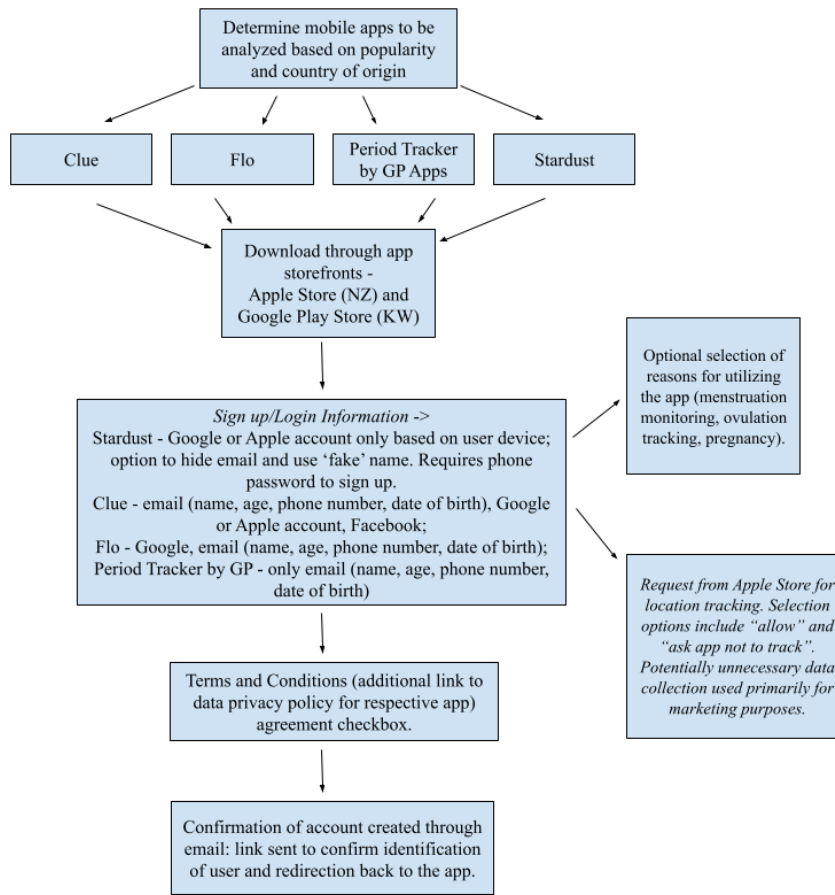 Determine mobile apps to be
analyzed based on popularity
and country of origin
Clue
Flo
Period Tracker
by GP Apps
Stardust
Download through app
storefronts -
Apple Store (NZ) and
Google Play Store (KW)
Optional selection of
reasons for utilizing
the app (menstruation
monitoring, ovulation
tracking, pregnancy).
Sign up/Login Information ->
Stardust - Google or Apple account only based on user device;
option to hide email and use ‘fake’ name. Requires phone
password to sign up.
Clue - email (name, age, phone number, date of birth), Google
or Apple account, Facebook;
Flo - Google, email (name, age, phone number, date of birth);
Period Tracker by GP - only email (name, age, phone number,
date of birth)
Request from Apple Store for
location tracking. Selection
options include “allow” and
“ask app not to track”.
Potentially unnecessary data
collection used primarily for
marketing purposes.
Terms and Conditions (additional link to
data privacy policy for respective app)
agreement checkbox.
Confirmation of account created through
email: link sent to confirm identification
of user and redirection back to the app.